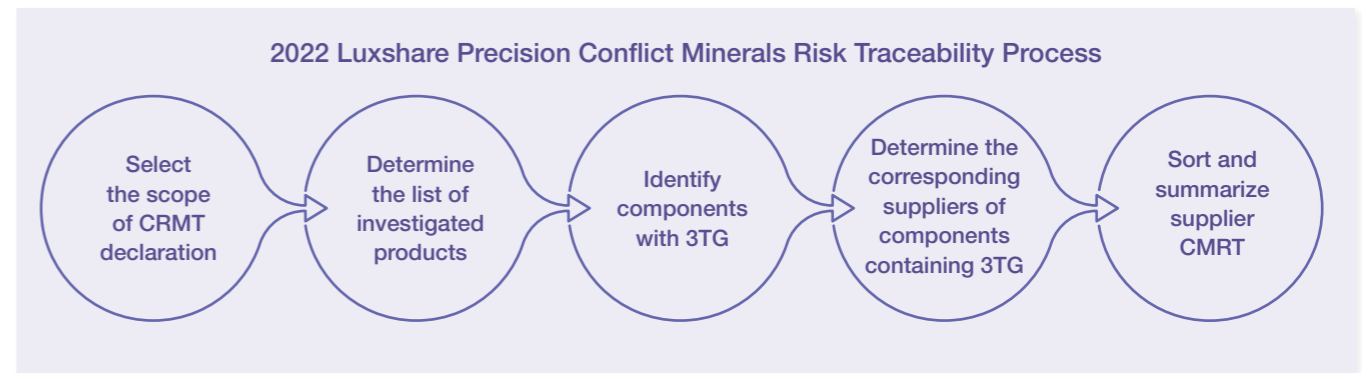 2022 Luxshare Precision Conflict Minerals Risk Traceability Process
Select
the scope
of CRMT
declaration
Determine
the list of
investigated
products
Identify
components
with 3TG
Determine the
corresponding
suppliers of
components
containing 3TG
Sort and
summarize
supplier
CMRT